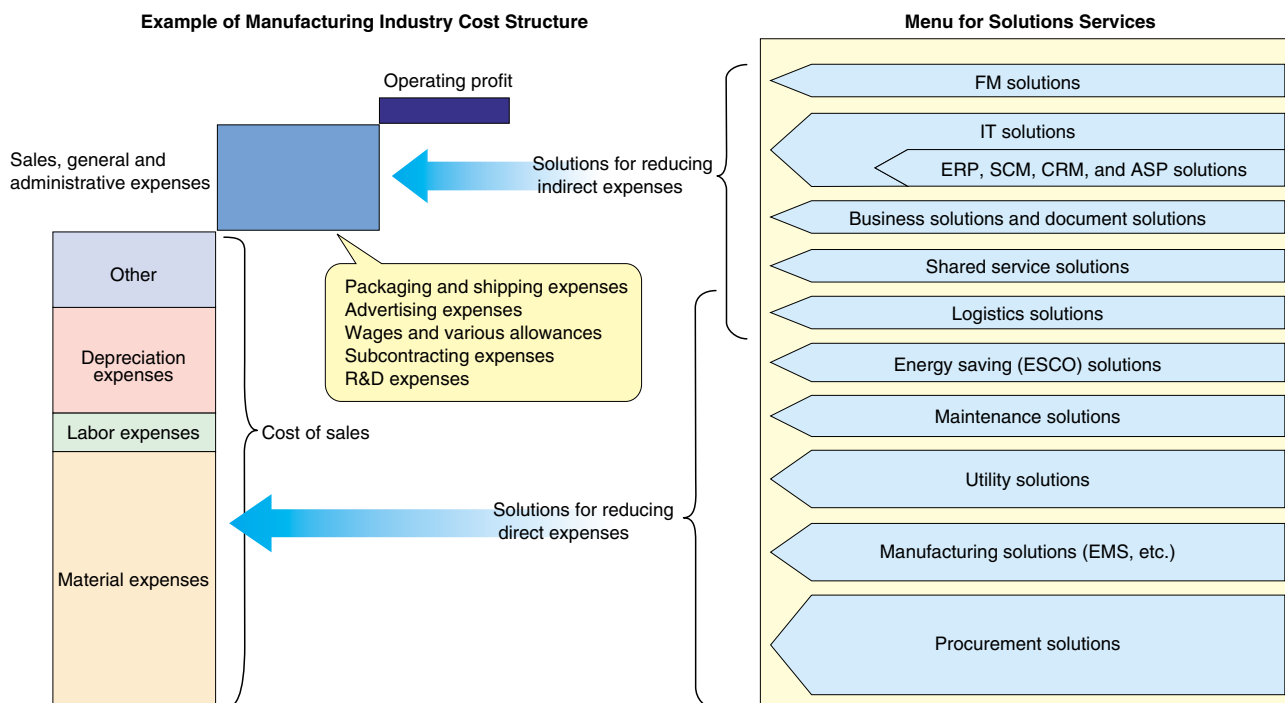 Example of Manufacturing Industry Cost Structure
Operating profit
Sales, general and
administrative expenses
Solutions for reducing
indirect expenses
Packaging and shipping expenses
Advertising expenses
Wages and various allowances
Subcontracting expenses
R&D expenses
Other
Depreciation
expenses
Labor expenses
Material expenses
Cost of sales
Solutions for reducing
direct expenses
Menu for Solutions Services
FM solutions
IT solutions
ERP, SCM, CRM, and ASP solutions
Business solutions and document solutions
Shared service solutions
Logistics solutions
Energy saving (ESCO) solutions
Maintenance solutions
Utility solutions
Manufacturing solutions (EMS, etc.)
Procurement solutions